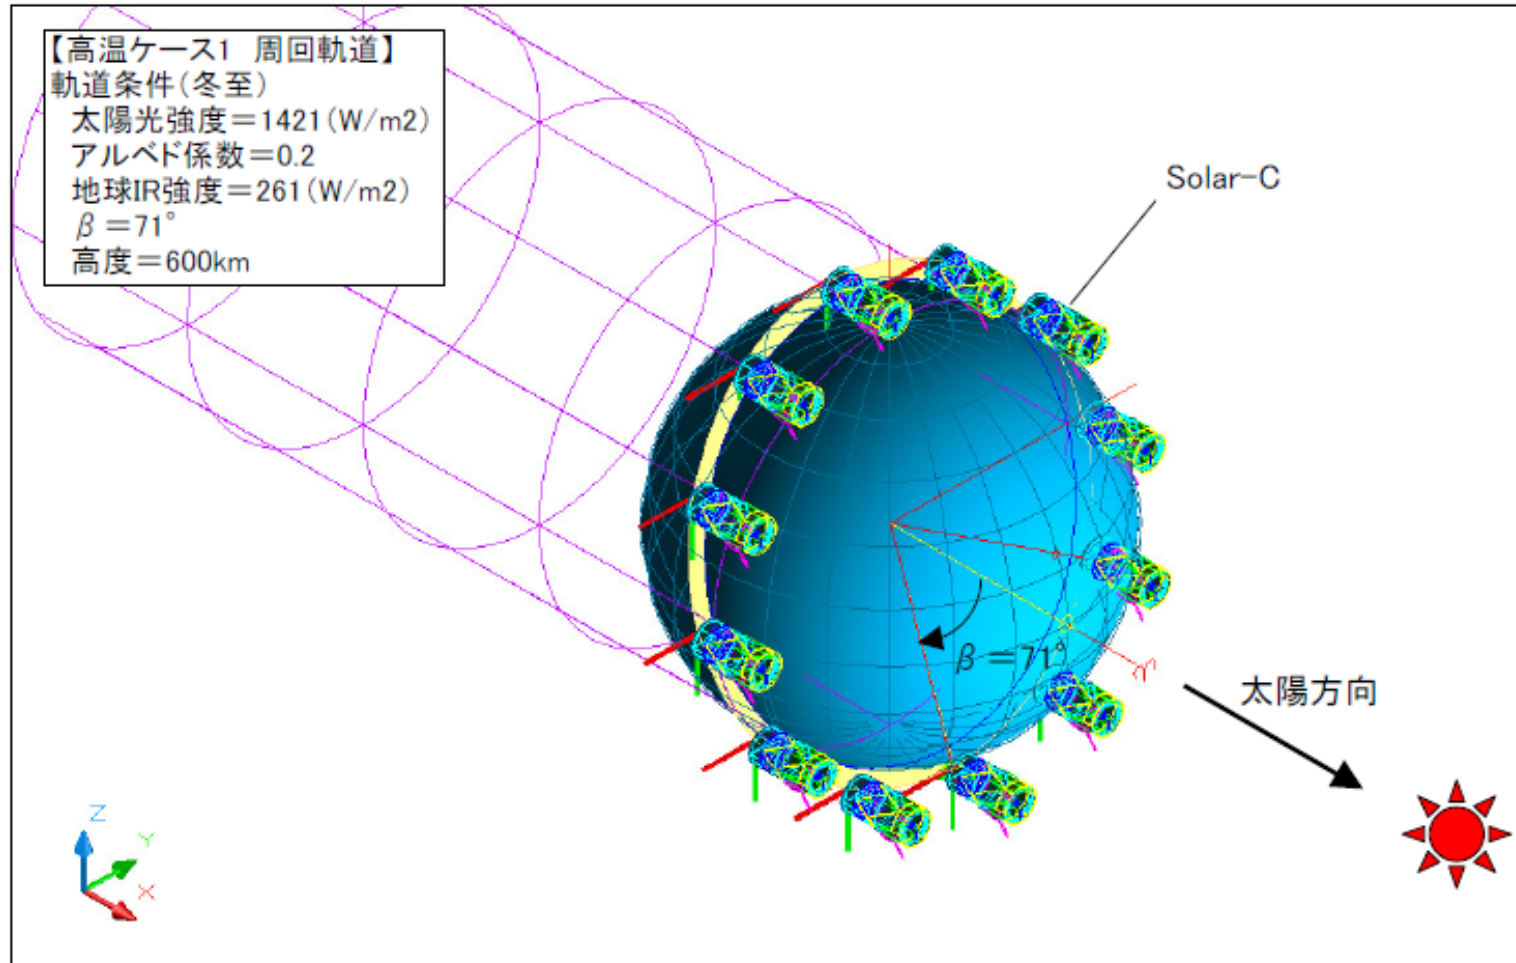 【高温ケース1 周回軌道】
軌道条件(冬至)
太陽光強度=1421(W/m2)
アルベド係数=0.2
地球IR強度=261(W/m2)
β=71°
高度=600km
Solar-C
β=71°
太陽方向
Z
Y
X